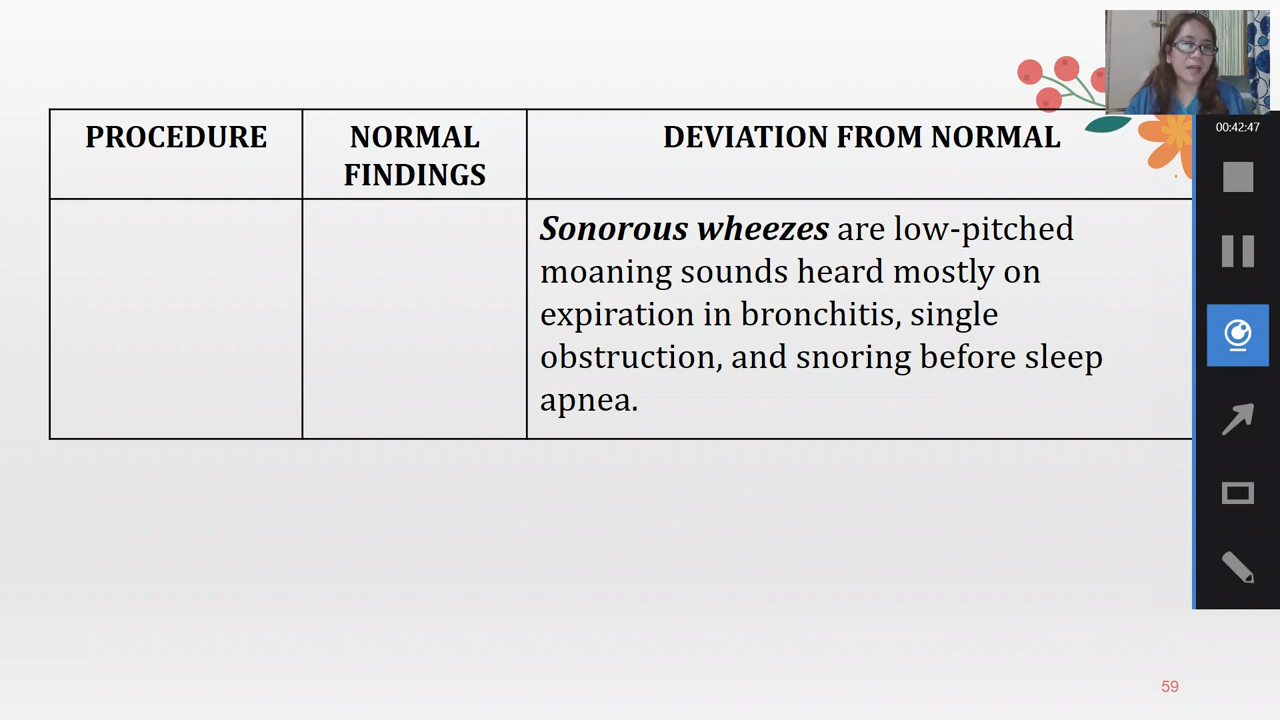 PROCEDURE
NORMAL
FINDINGS
DEVIATION FROM NORMAL
Sonorous wheezes are low-pitched
moaning sounds heard mostly on
expiration in bronchitis, single
obstruction, and snoring before sleep
apnea.
00:42:47
59